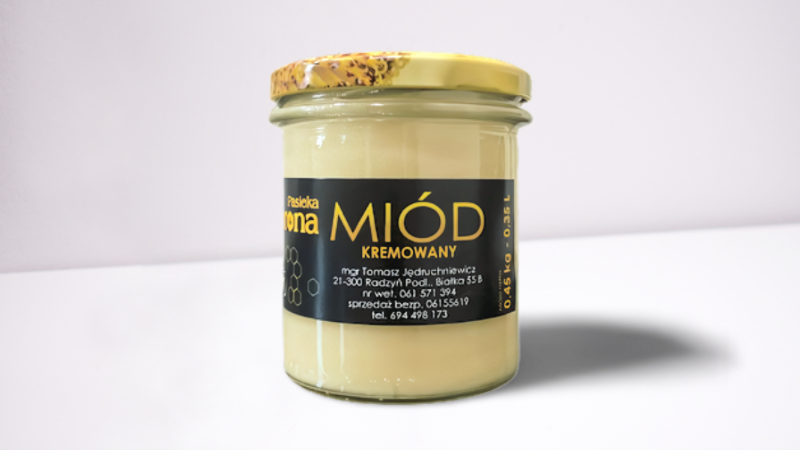 Pasieka
rona
MIÓD
KREMOWANY
mgr Tomasz Jędruchniewicz
21-300 Radzyń Podl., Białka 55 B
nr wet. 061 571 394
sprzedaż bezp. 06155619
tel. 694 498 173
0,45 kg - 0,35 L